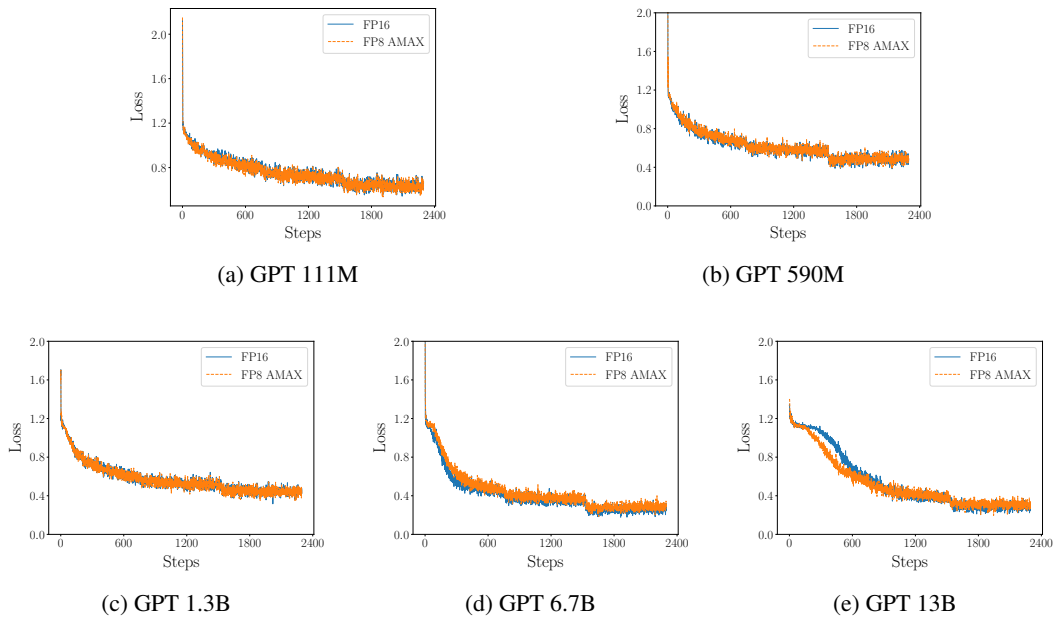 FP16
FP8 AMAX
2.0
1.6
1.2
0.8
Loss
0 600 1200 1800 2400
Steps
(a) GPT 111M
FP16
FP8 AMAX
2.0
1.6
1.2
0.8
0.4
0.0
Loss
0 600 1200 1800 2400
Steps
(b) GPT 590M
FP16
FP8 AMAX
2.0
1.6
1.2
0.8
0.4
0.0
Loss
0 600 1200 1800 2400
Steps
(c) GPT 1.3B
FP16
FP8 AMAX
2.0
1.6
1.2
0.8
0.4
0.0
Loss
0 600 1200 1800 2400
Steps
(d) GPT 6.7B
FP16
FP8 AMAX
2.0
1.6
1.2
0.8
0.4
0.0
Loss
0 600 1200 1800 2400
Steps
(e) GPT 13B